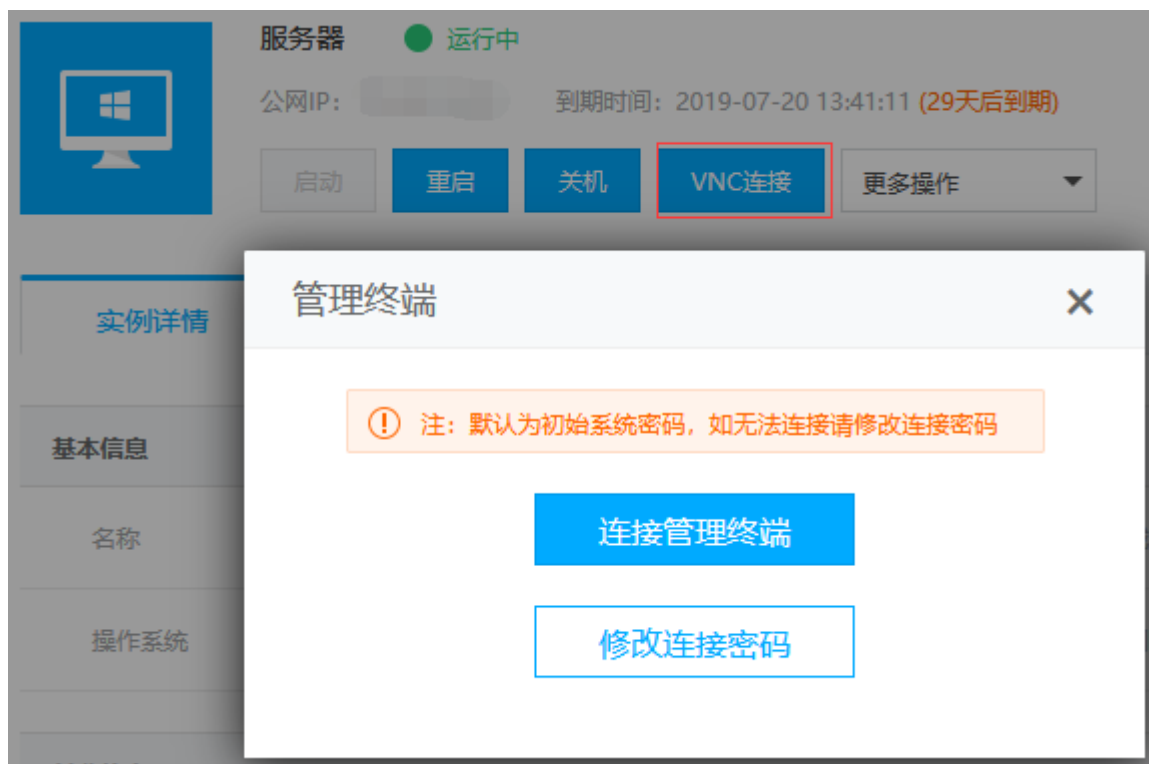 服务器 运行中
公网IP: 到期时间: 2019-07-20 13:41:11 (29天后到期)
启动 重启 关机 VNC连接 更多操作
实例详情
管理终端
注：默认为初始系统密码，如无法连接请修改连接密码
基本信息
连接管理终端
名称
修改连接密码
操作系统